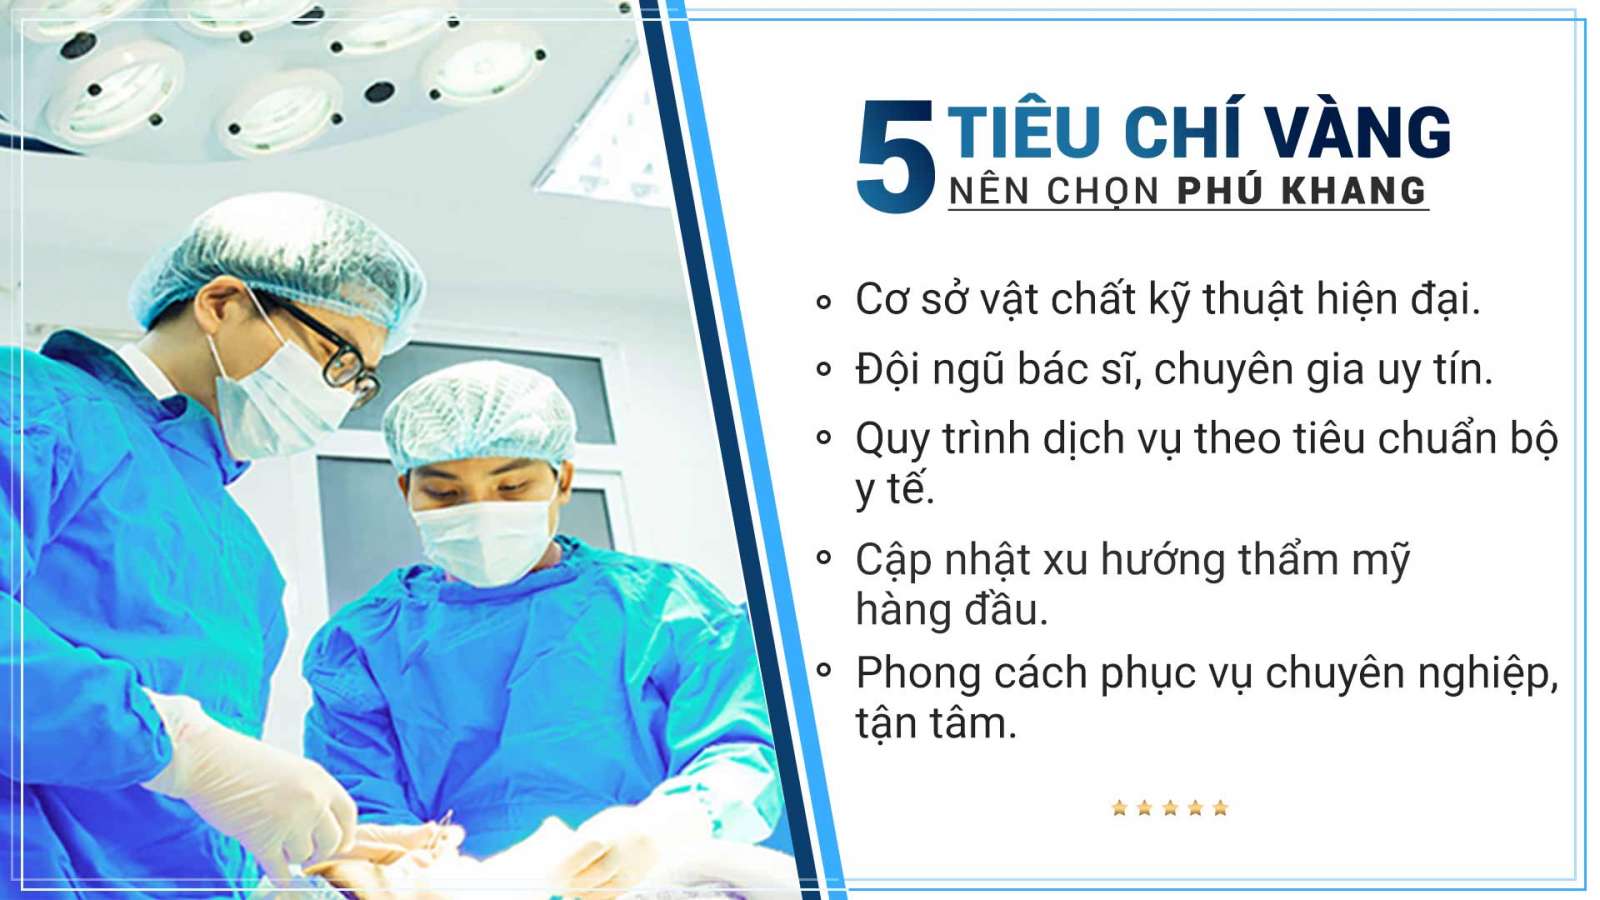 5 TIÊU CHÍ VÀNG
NÊN CHỌN PHÚ KHANG
Cơ sở vật chất kỹ thuật hiện đại.
Đội ngũ bác sĩ, chuyên gia uy tín.
Quy trình dịch vụ theo tiêu chuẩn bộ
y tế.
Cập nhật xu hướng thẩm mỹ
hàng đầu.
Phong cách phục vụ chuyên nghiệp,
tận tâm.